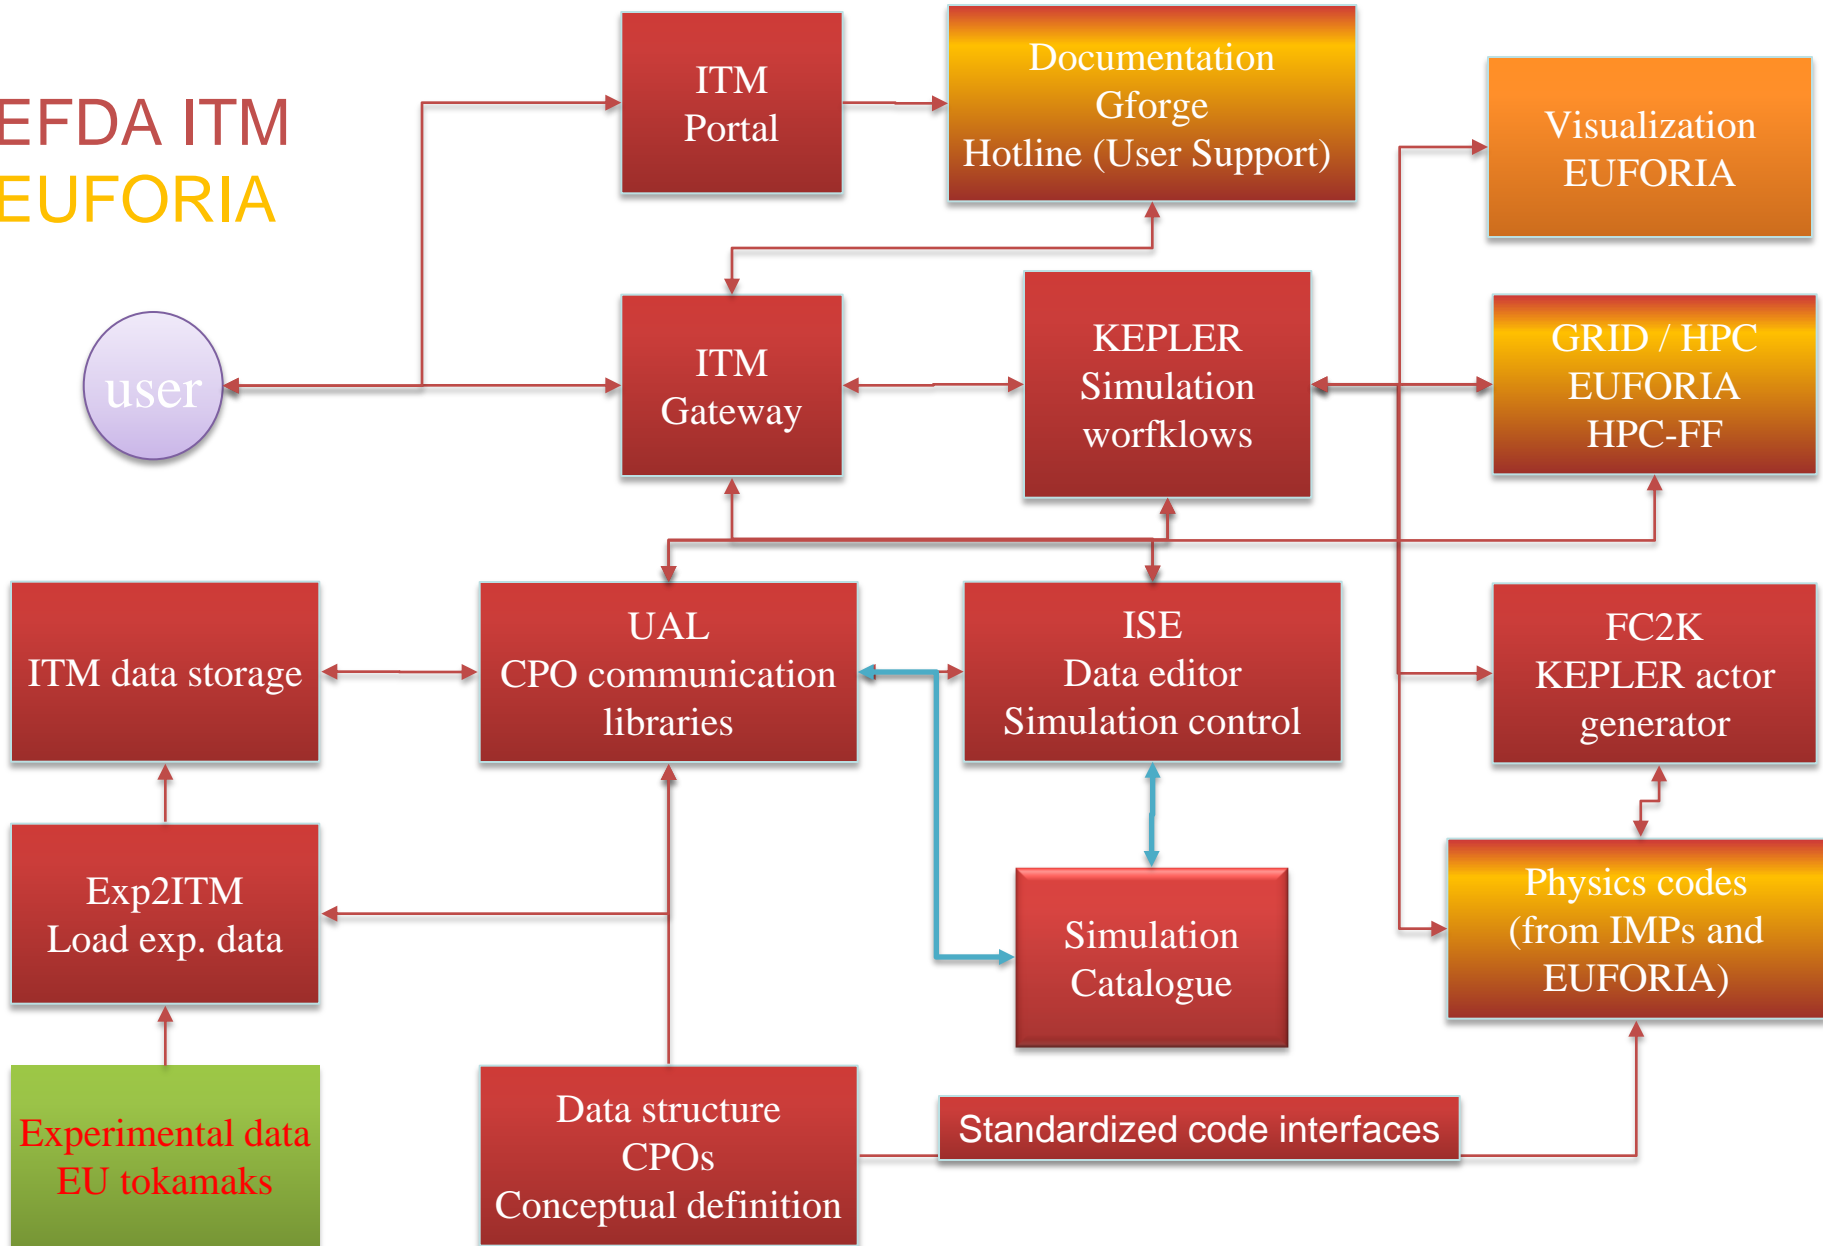 EFDA ITM
EUFORIA
ITM
Portal
Documentation
Gforge
Hotline (User Support)
Visualization
EUFORIA
user
ITM
Gateway
KEPLER
Simulation
worfklows
GRID / HPC
EUFORIA
HPC-FF
ITM data storage
UAL
CPO communication
libraries
ISE
Data editor
Simulation control
FC2K
KEPLER actor
generator
Exp2ITM
Load exp. data
Simulation
Catalogue
Physics codes
(from IMPs and
EUFORIA)
Experimental data
EU tokamaks
Data structure
CPOs
Conceptual definition
Standardized code interfaces